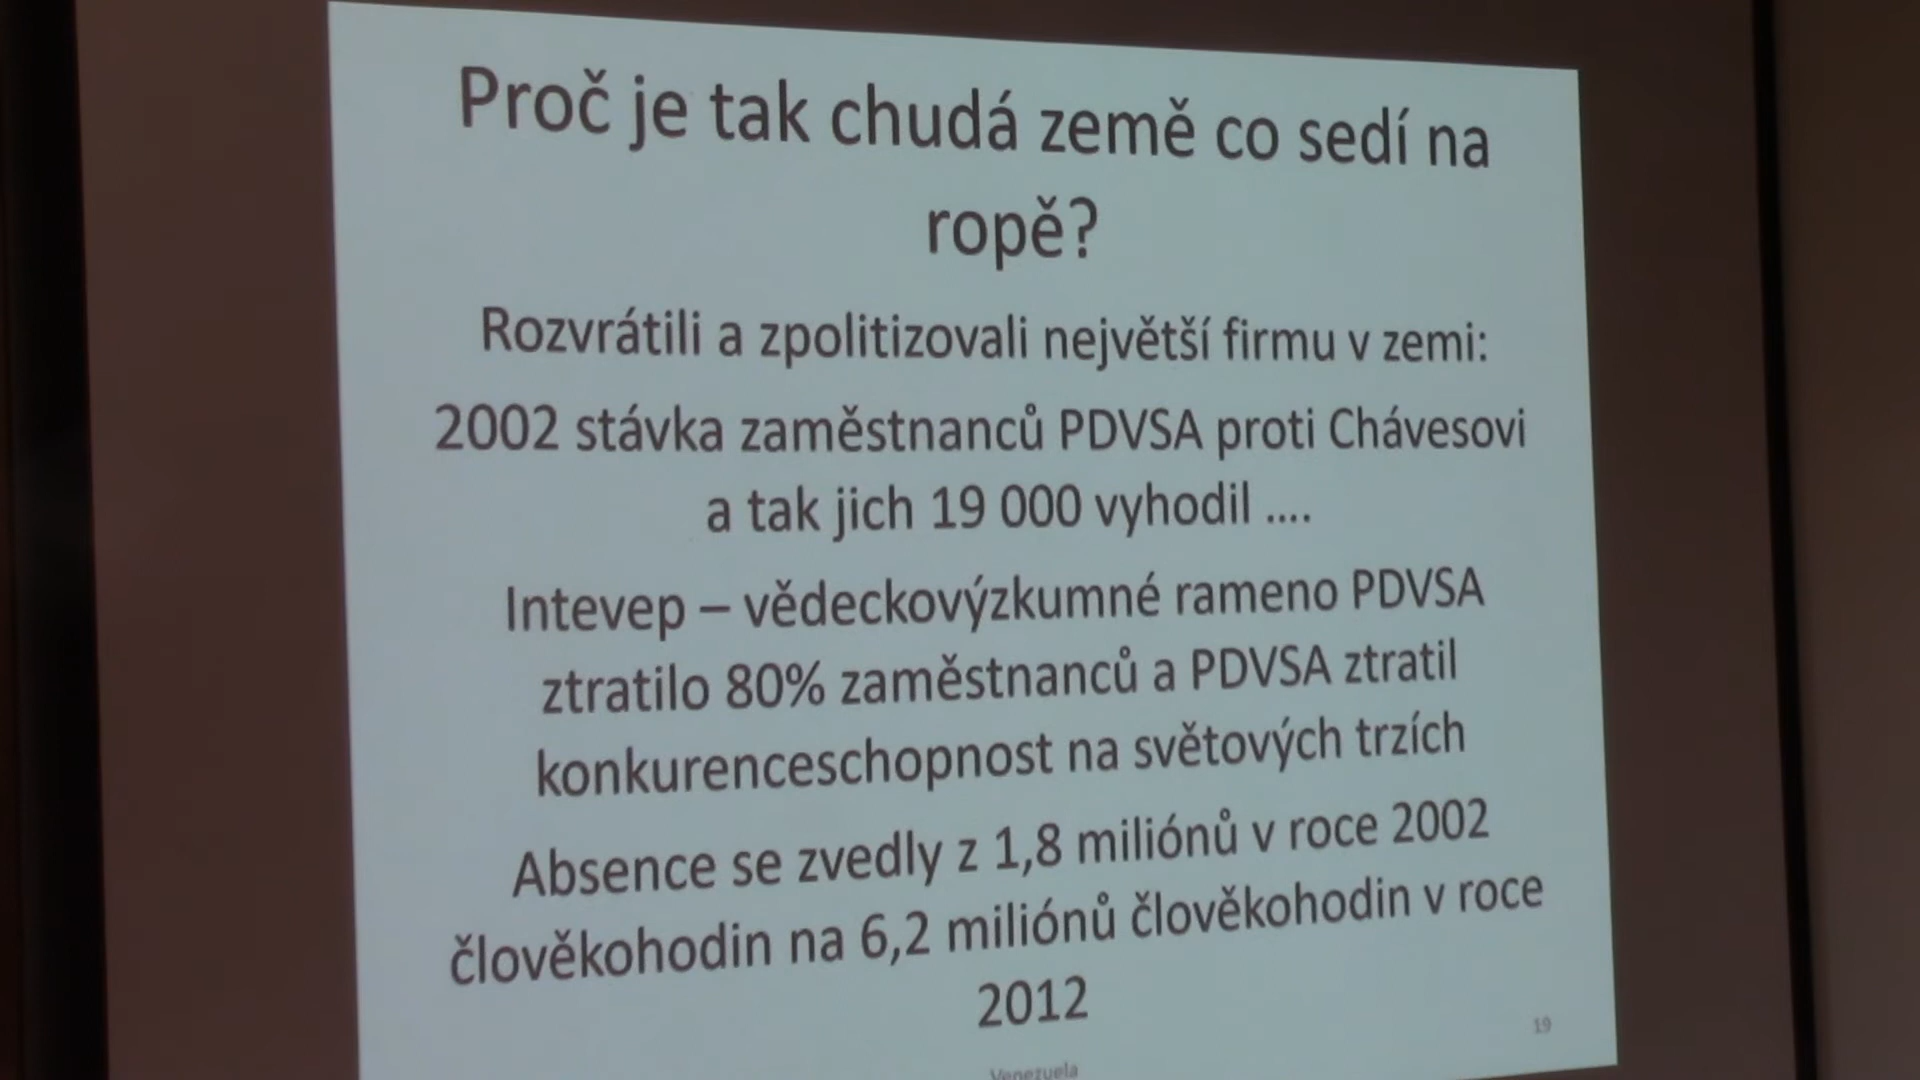 Proč je tak chudá země co sedí na
ropě?
Rozvrátili a zpolitizovali největší firmu v zemi:
2002 stávka zaměstnanců PDVSA proti Chávesovi
a tak jich 19 000 vyhodil ....
Intevep – vědeckovýzkumné rameno PDVSA
ztratilo 80% zaměstnanců a PDVSA ztratil
konkurenceschopnost na světových trzích
Absence se zvedly z 1,8 miliónů v roce 2002
člověkohodin na 6,2 miliónů člověkohodin v roce
2012
19
Venezuela